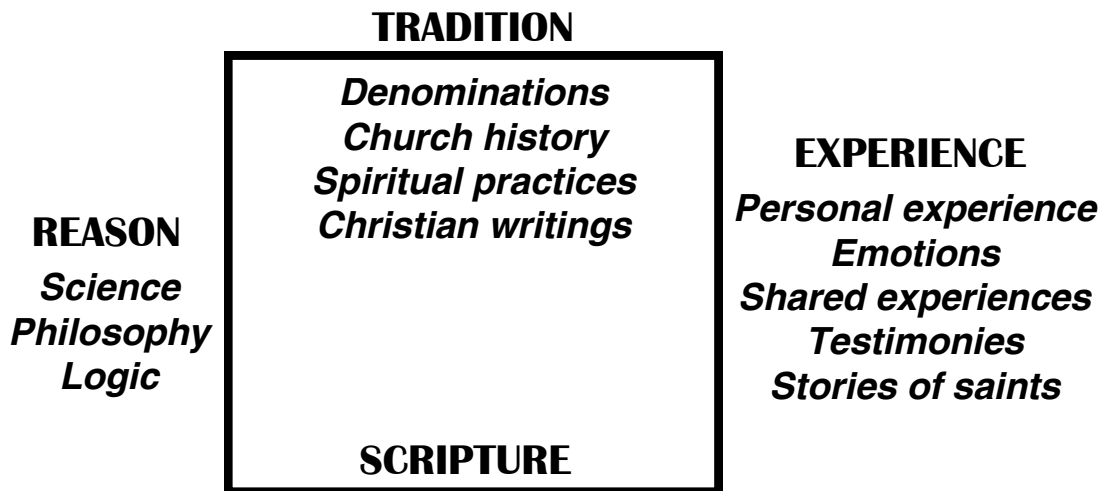 TRADITION
Denominations
Church history
Spiritual practices
Christian writings
REASON
Science
Philosophy
Logic
EXPERIENCE
Personal experience
Emotions
Shared experiences
Testimonies
Stories of saints
SCRIPTURE